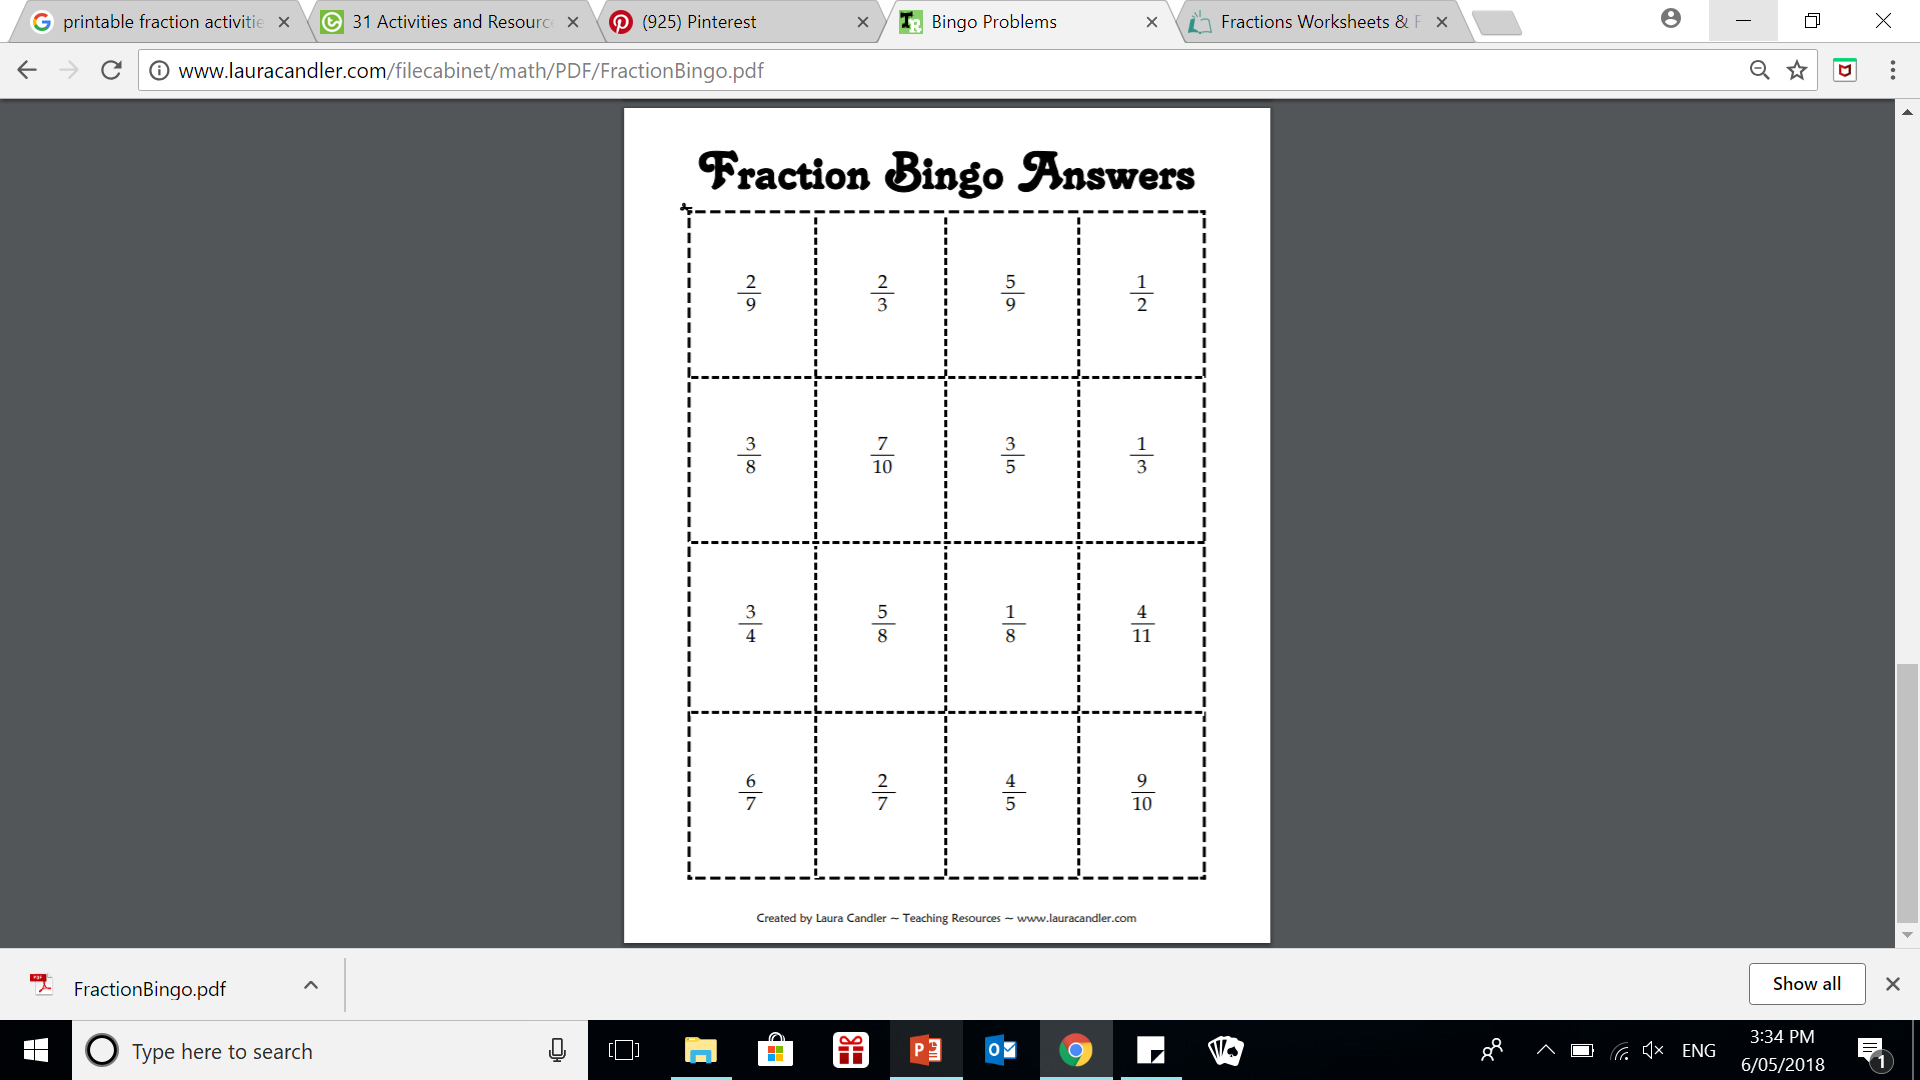 printable fraction activitie
31 Activities and Resourc
(925) Pinterest
Bingo Problems
Fractions Worksheets & F
www.lauracandler.com/filecabinet/math/PDF/FractionBingo.pdf
Fraction Bingo Answers
2/9 2/3 5/9 1/2
3/8 7/10 3/5 1/3
3/4 5/8 1/8 4/11
6/7 2/7 4/5 9/10
Created by Laura Candler ~ Teaching Resources ~ www.lauracandler.com
FractionBingo.pdf
Show all
Type here to search
ENG
3:34 PM
6/05/2018
1